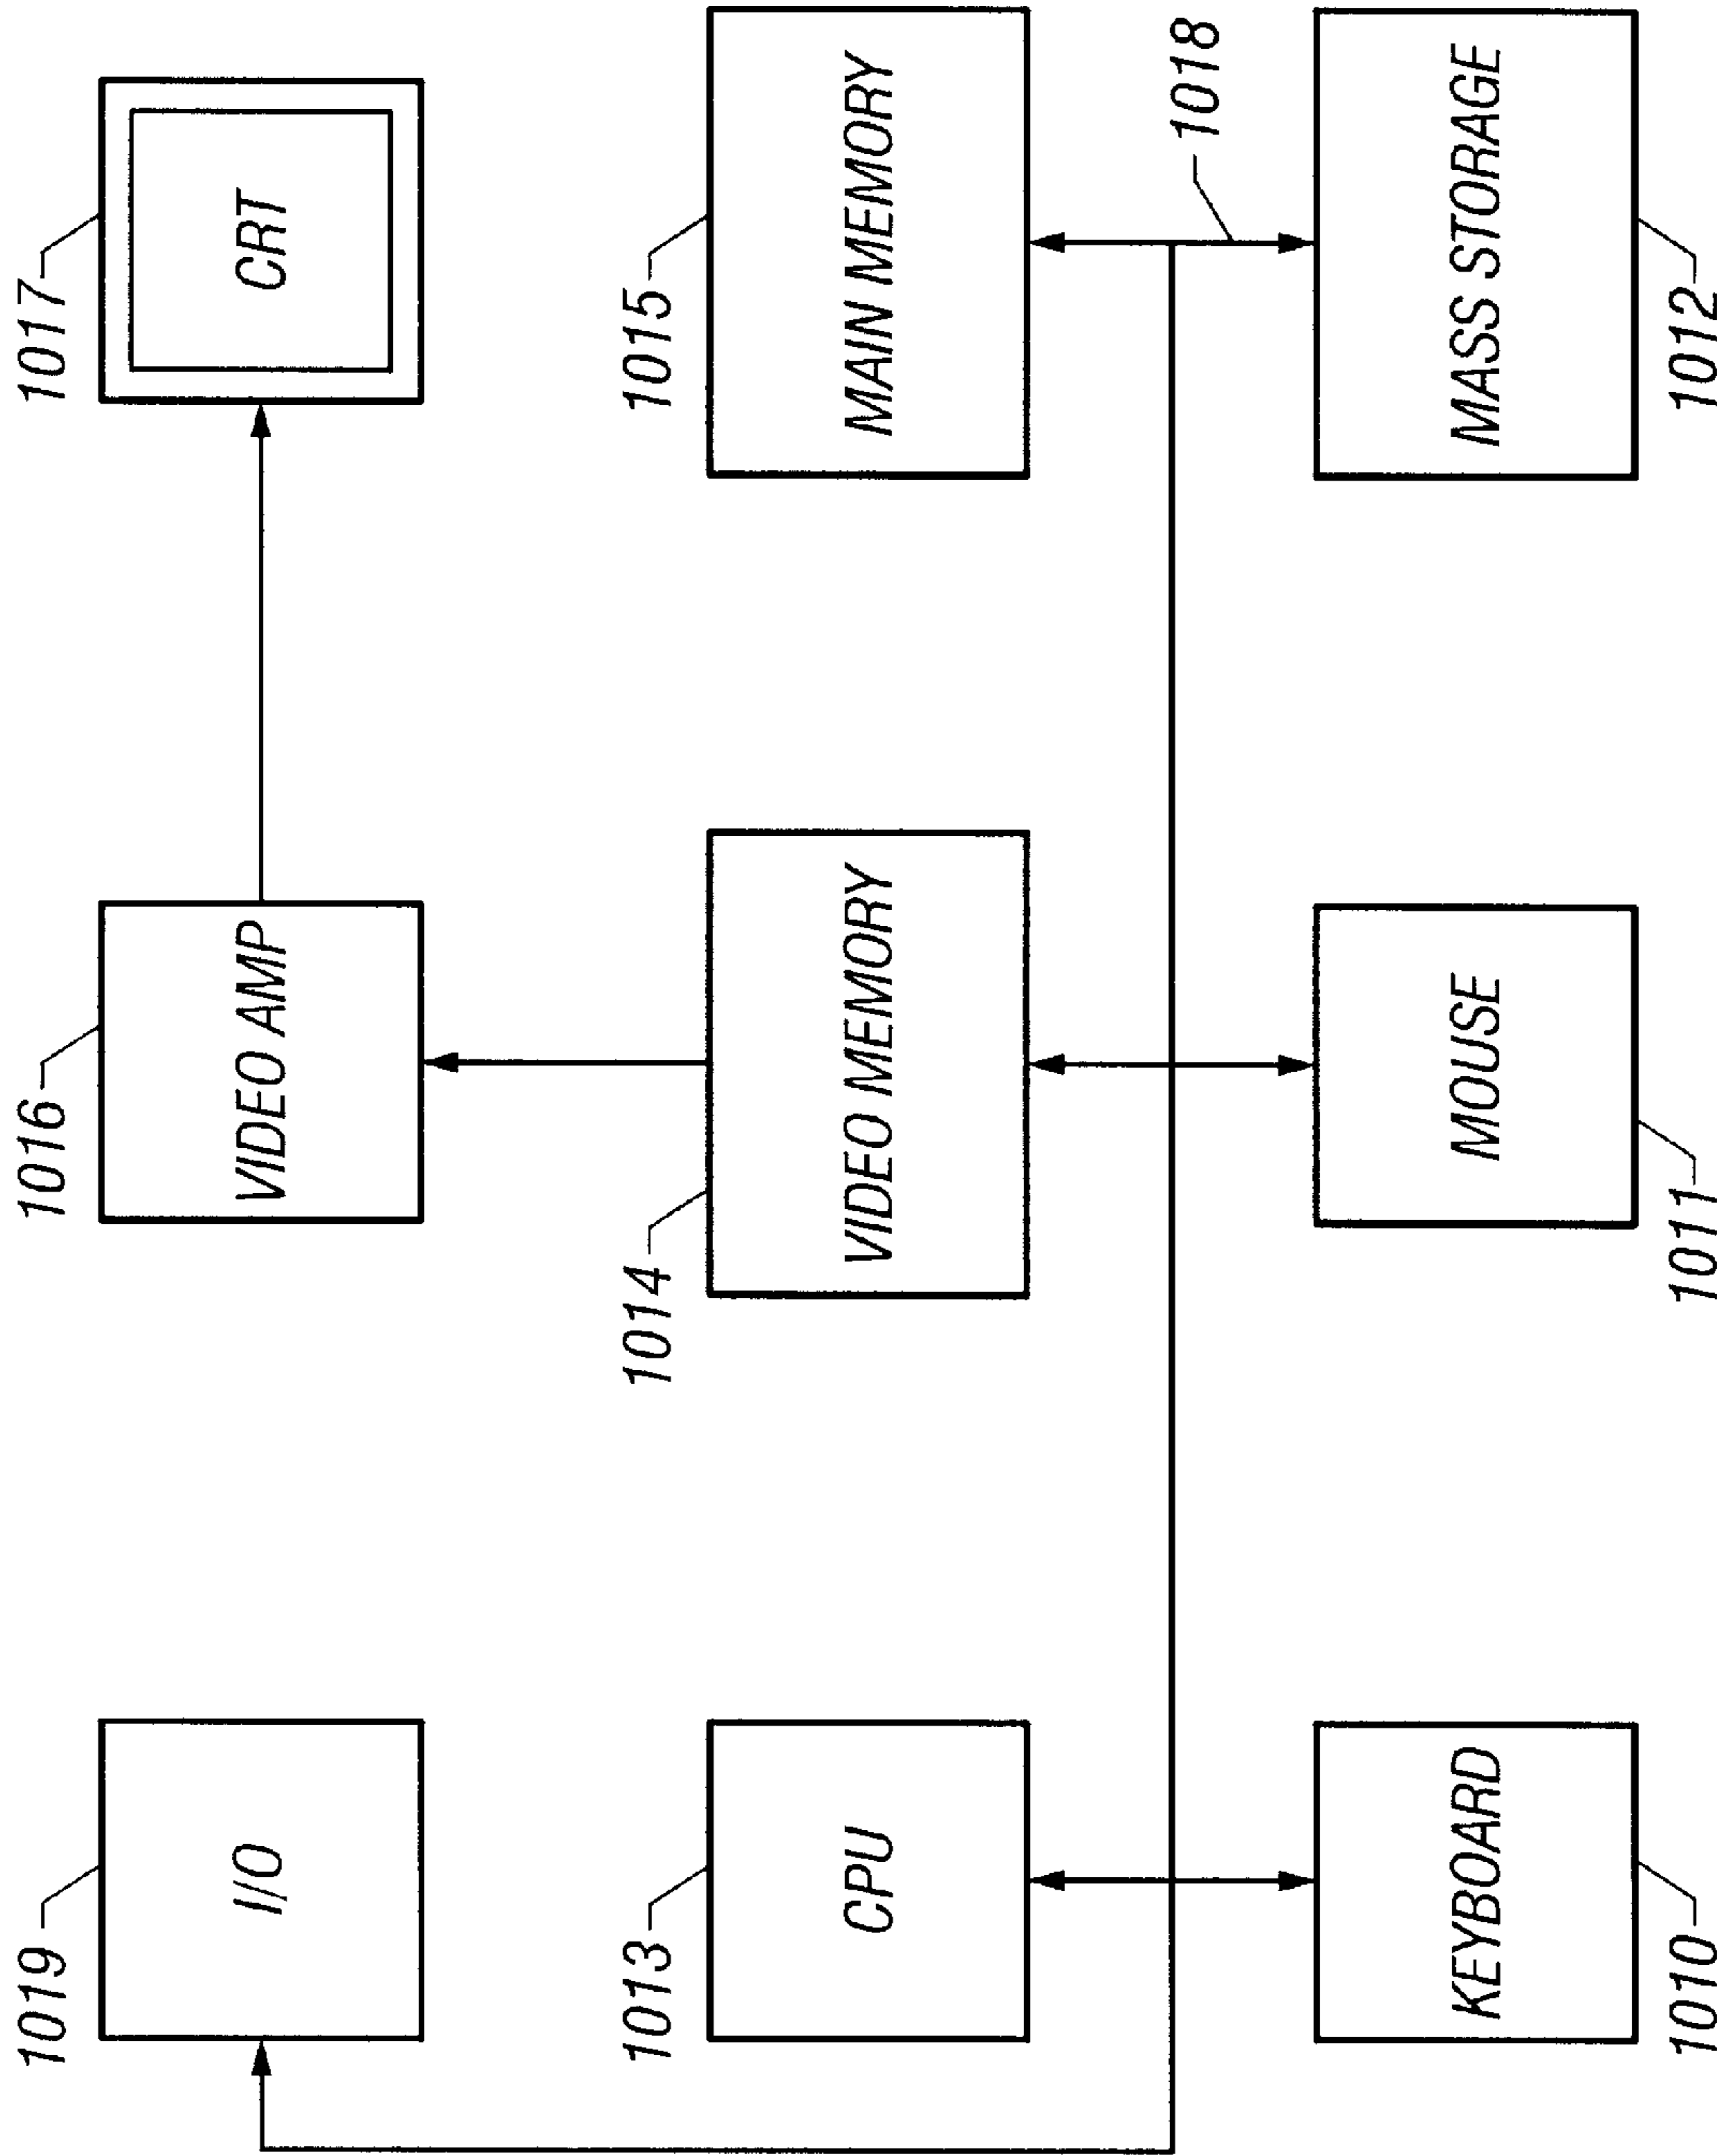 1019
1016
1017
I/O
VIDEO AMP
CRT
1013
1014
1015
CPU
VIDEO MEMORY
MAIN MEMORY
1018
KEYBOARD
MOUSE
MASS STORAGE
1010
1011
1012